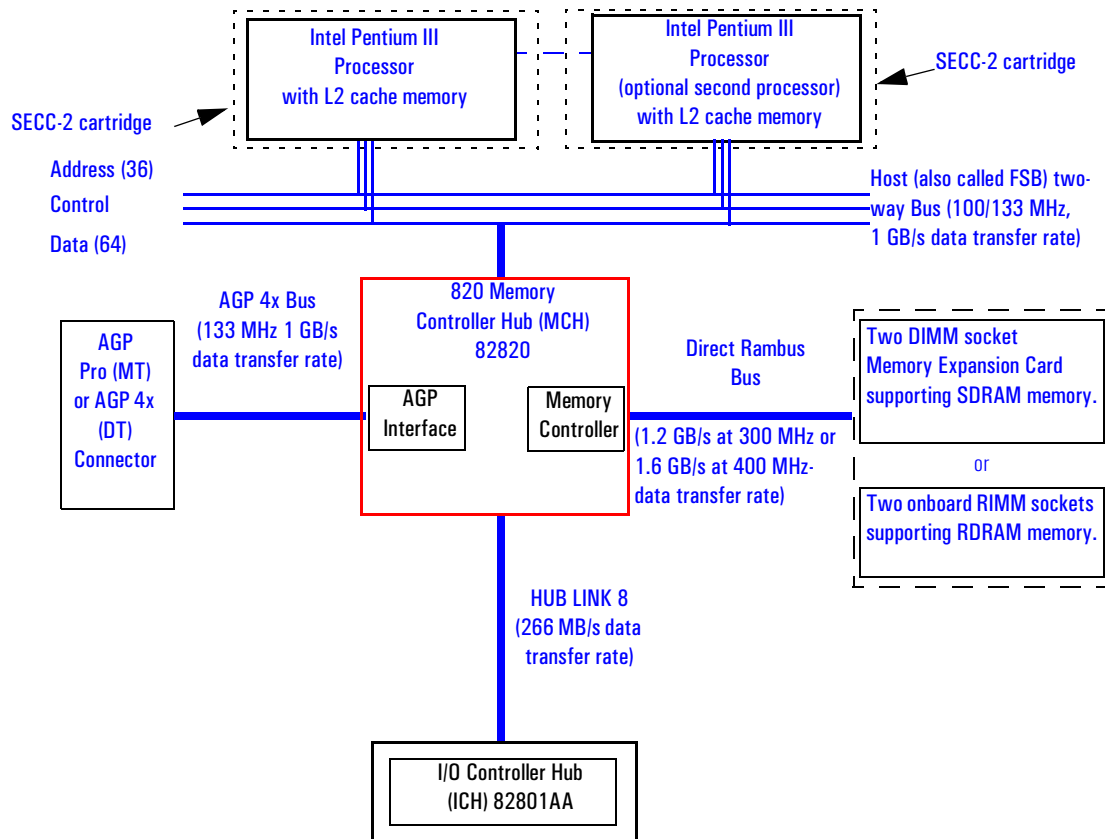 Intel Pentium III
Processor
with L2 cache memory
Intel Pentium III
Processor
(optional second processor)
with L2 cache memory
SECC-2 cartridge
SECC-2 cartridge
Address (36)
Control
Data (64)
Host (also called FSB) two-
way Bus (100/133 MHz,
1 GB/s data transfer rate)
AGP 4x Bus
(133 MHz 1 GB/s
data transfer rate)
820 Memory
Controller Hub (MCH)
82820
AGP
Pro (MT)
or AGP 4x
(DT)
Connector
AGP
Interface
Memory
Controller
Direct Rambus
Bus
(1.2 GB/s at 300 MHz or
1.6 GB/s at 400 MHz-
data transfer rate)
Two DIMM socket
Memory Expansion Card
supporting SDRAM memory.
or
Two onboard RIMM sockets
supporting RDRAM memory.
HUB LINK 8
(266 MB/s data
transfer rate)
I/O Controller Hub
(ICH) 82801AA